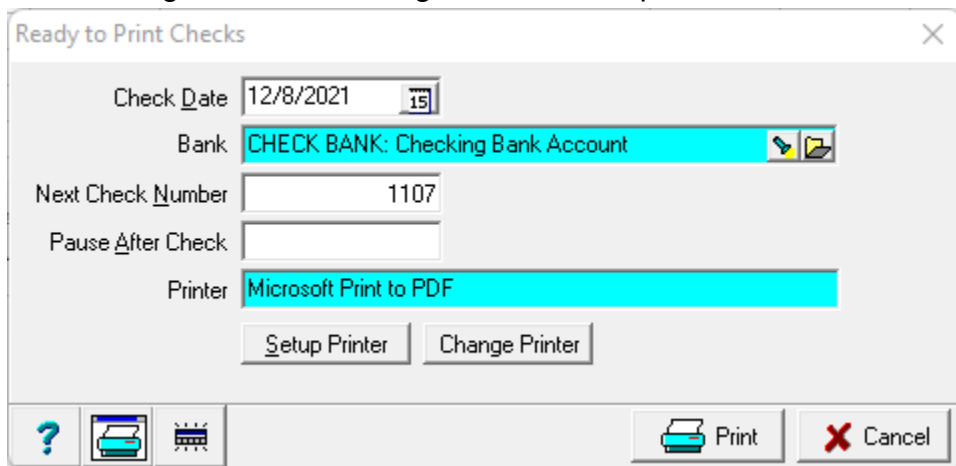 Ready to Print Checks
Check Date 12/8/2021 15
Bank CHECK BANK: Checking Bank Account
Next Check Number 1107
Pause After Check
Printer Microsoft Print to PDF
Setup Printer Change Printer
? Print Cancel